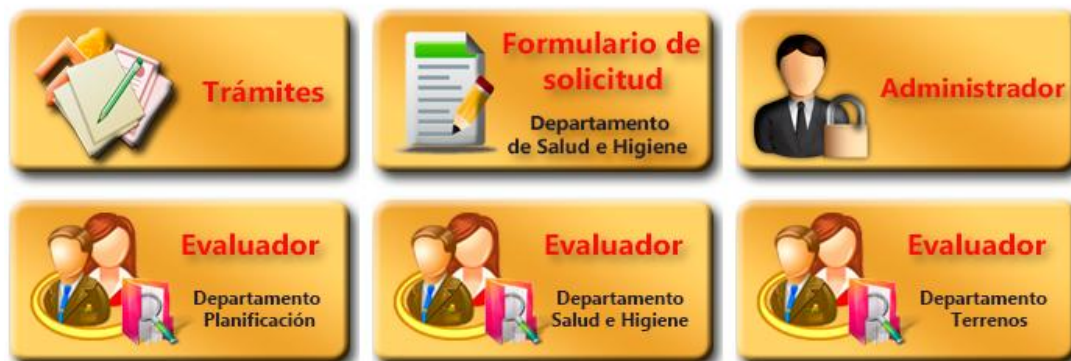 Trámites
Formulario de
solicitud
Departamento
de Salud e Higiene
Administrador
Evaluador
Departamento
Planificación
Evaluador
Departamento
Salud e Higiene
Evaluador
Departamento
Terrenos